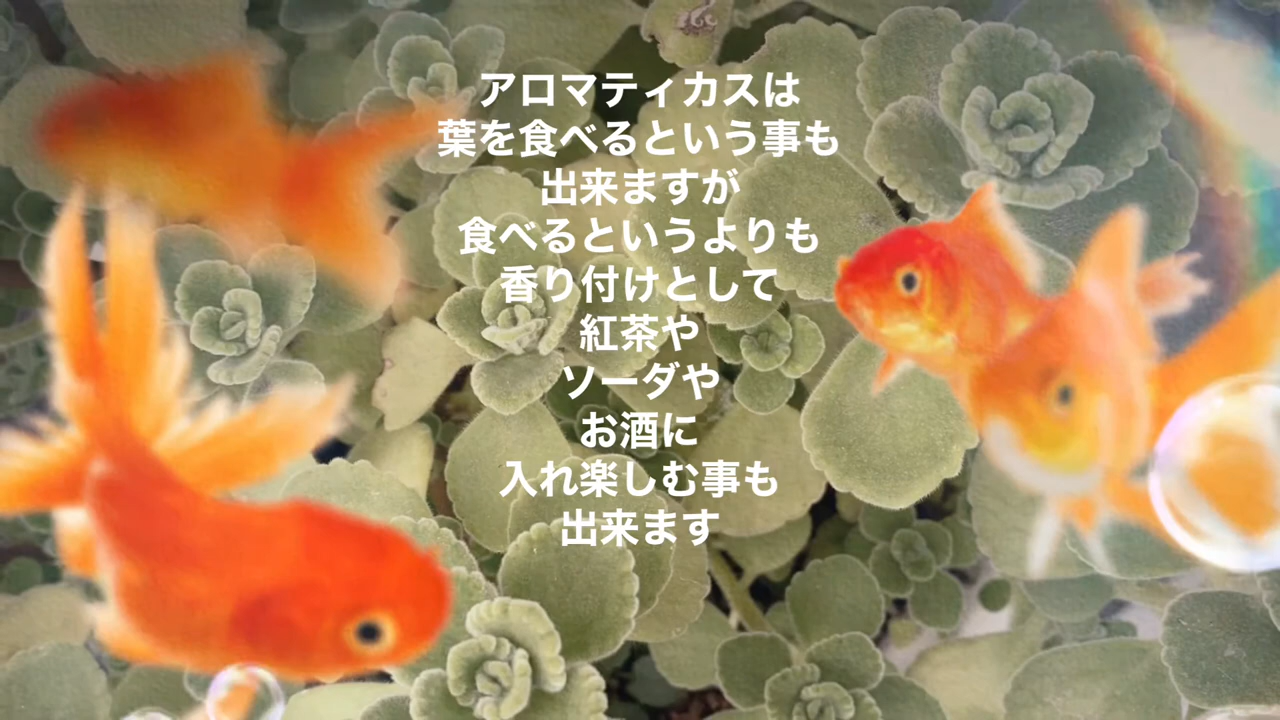 アロマティカスは
葉を食べるという事も
出来ますが
食べるというよりも
香り付けとして
紅茶や
ソーダや
お酒に
入れ楽しむ事も
出来ます